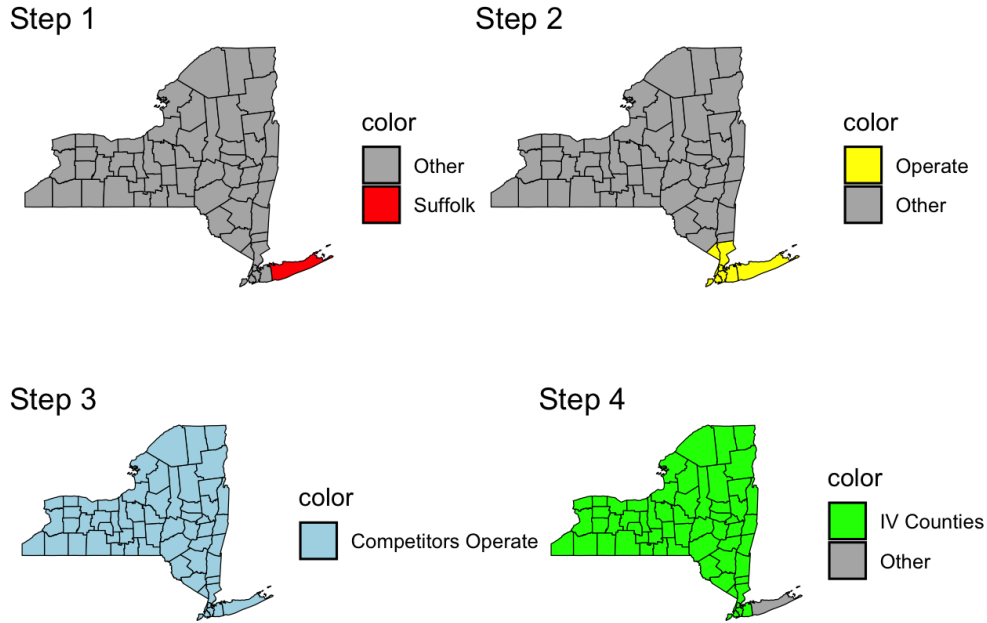 Step 1
color
Other
Suffolk
Step 2
color
Operate
Other
Step 3
color
Competitors Operate
Step 4
color
IV Counties
Other